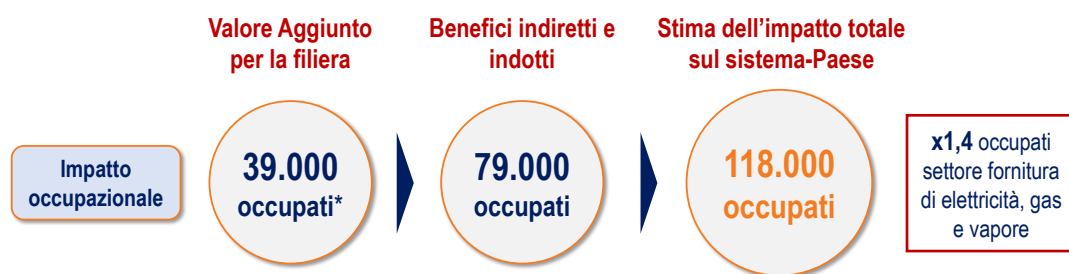 Valore Aggiunto
per la filiera
Benefici indiretti e
indotti
Stima dell'impatto totale
sul sistema-Paese
Impatto
occupazionale
39.000
occupati*
79.000
occupati
118.000
occupati
x1,4 occupati
settore fornitura
di elettricità, gas
e vapore